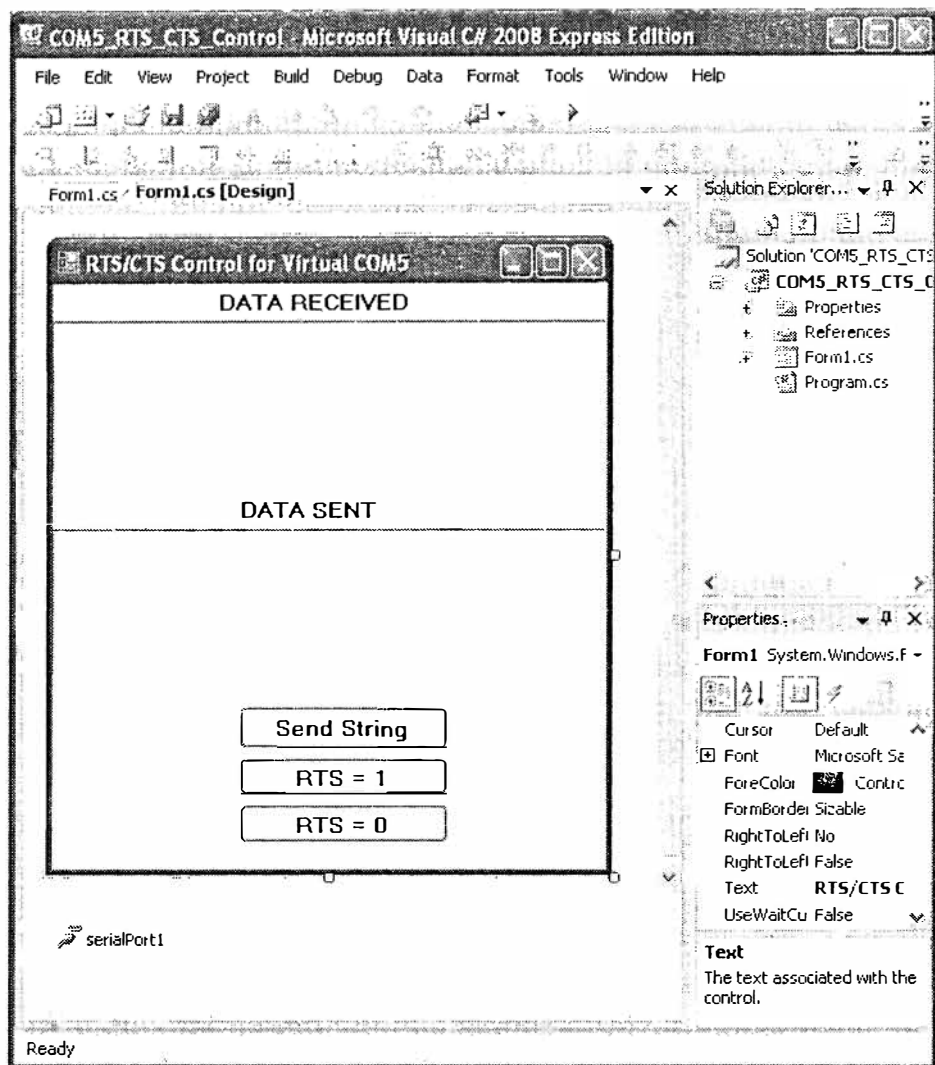 COM5_RTS_CTS_Control - Microsoft Visual C# 2008 Express Edition
File Edit View Project Build Debug Data Format Tools Window Help
Form1.cs Form1.cs [Design]
Solution Explorer...
Solution 'COM5_RTS_CTS
COM5_RTS_CTS_C
Properties
References
Form1.cs
Program.cs
RTS/CTS Control for Virtual COM5
DATA RECEIVED
DATA SENT
Send String
RTS = 1
RTS = 0
serialPort1
Properties
Form1 System.Windows.F
Cursor Default
Font Microsoft Sa
ForeColor Contrc
FormBorder Sizable
RightToLeft No
RightToLeft False
Text RTS/CTS C
UseWaitCu False
Text
The text associated with the
control.
Ready